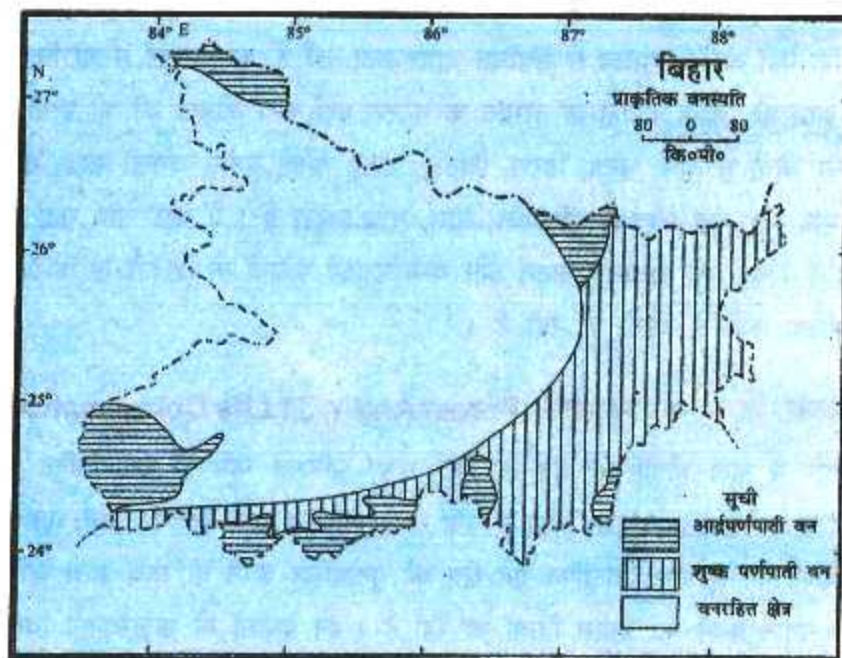 84° E 85° 86° 87° 88°
N
27°
26°
25°
24°
बिहार
प्राकृतिक वनस्पति
80 0 80
कि०मी०
सूची
आर्द्रपर्णपाती वन
शुष्क पर्णपाती वन
वनरहित क्षेत्र